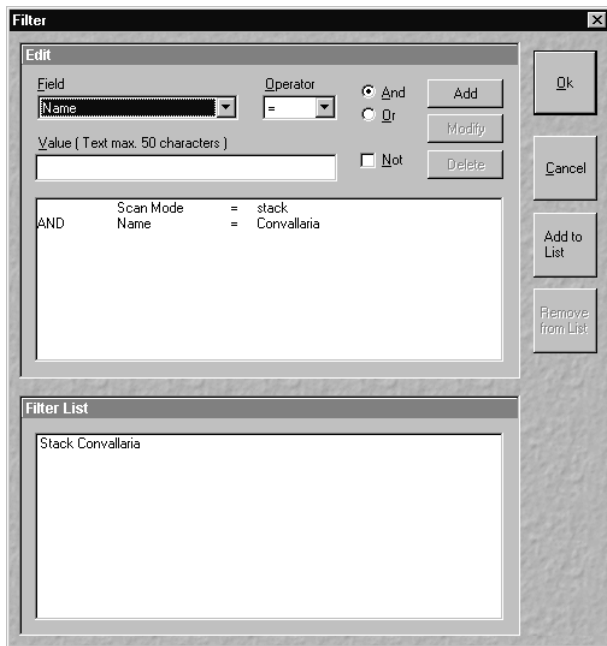 Filter
Edit
Field Operator
Name = And
Or
Add
Modify
Delete
Value ( Text max. 50 characters )
Not
Scan Mode = stack
AND Name = Convallaria
Ok
Cancel
Add to
List
Remove
from List
Filter List
Stack Convallaria